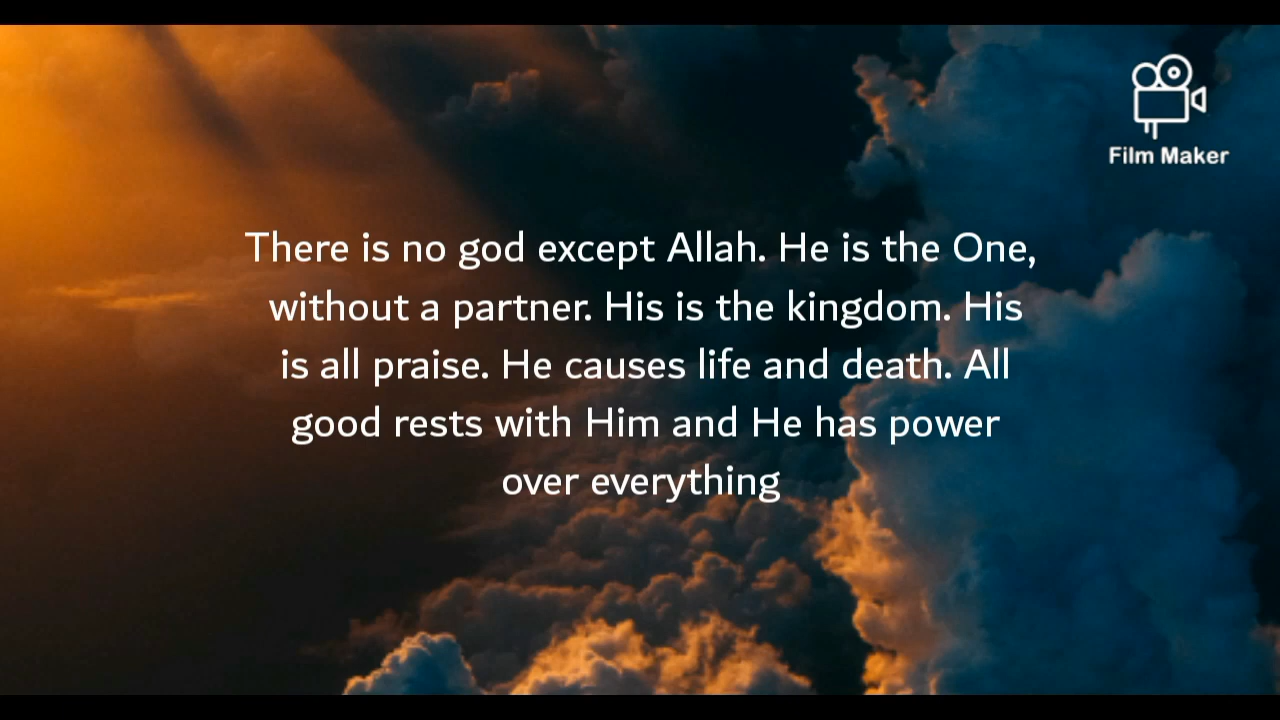 Film Maker
There is no god except Allah. He is the One,
without a partner. His is the kingdom. His
is all praise. He causes life and death. All
good rests with Him and He has power
over everything